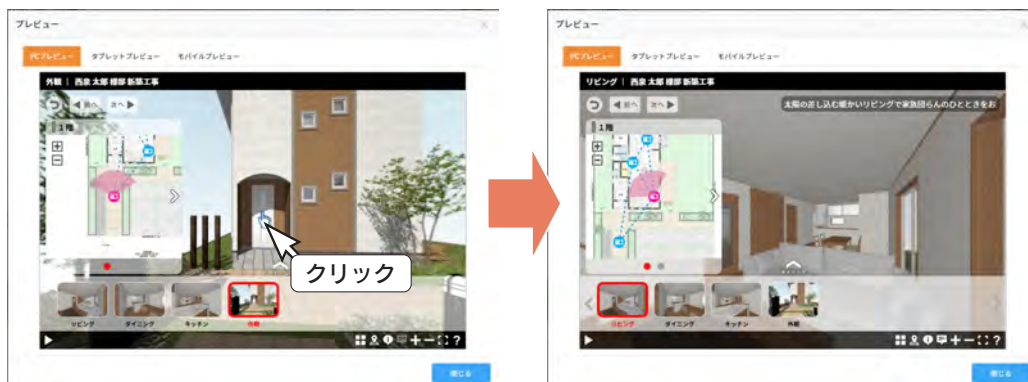 プレビュー
PCプレビュー タブレットプレビュー モバイルプレビュー
外観 | 西泉 太郎 様邸 新築工事
前へ 次へ
1階
クリック
リビング ダイニング キッチン 外観
閉じる
プレビュー
PCプレビュー タブレットプレビュー モバイルプレビュー
リビング | 西泉 太郎 様邸 新築工事
前へ 次へ
太陽の差し込む暖かいリビングで家族団らんのひとときをお
1階
リビング ダイニング キッチン 外観
閉じる